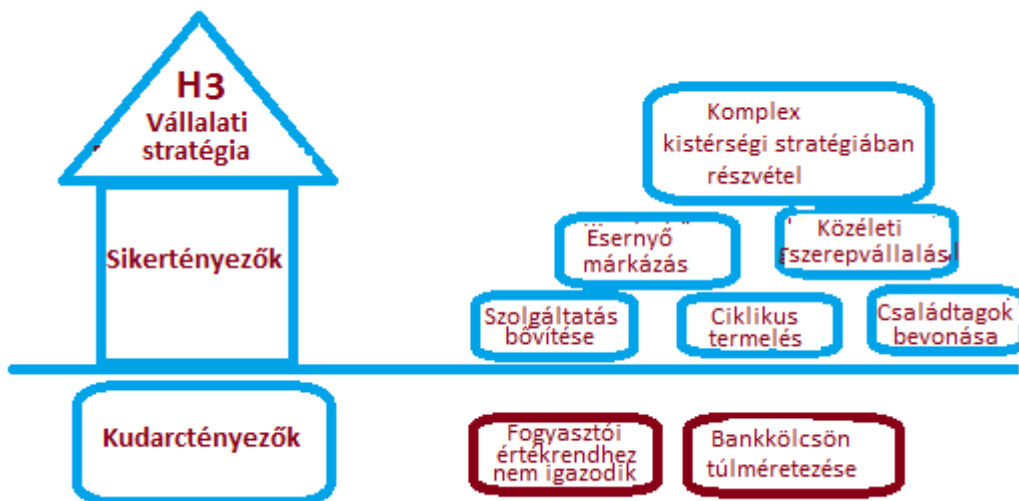 H3
Vállalati
stratégia
Sikertényezők
Kudarctényezők
Komplex
kistérségi stratégiában
részvétel
Esernyő
márkázás
Közéleti
szerepvállalás
Szolgáltatás
bővítése
Ciklikus
termelés
Családtagok
bevonása
Fogyasztói
értékrendhez
nem igazodik
Bankkölcsön
túlméretezése